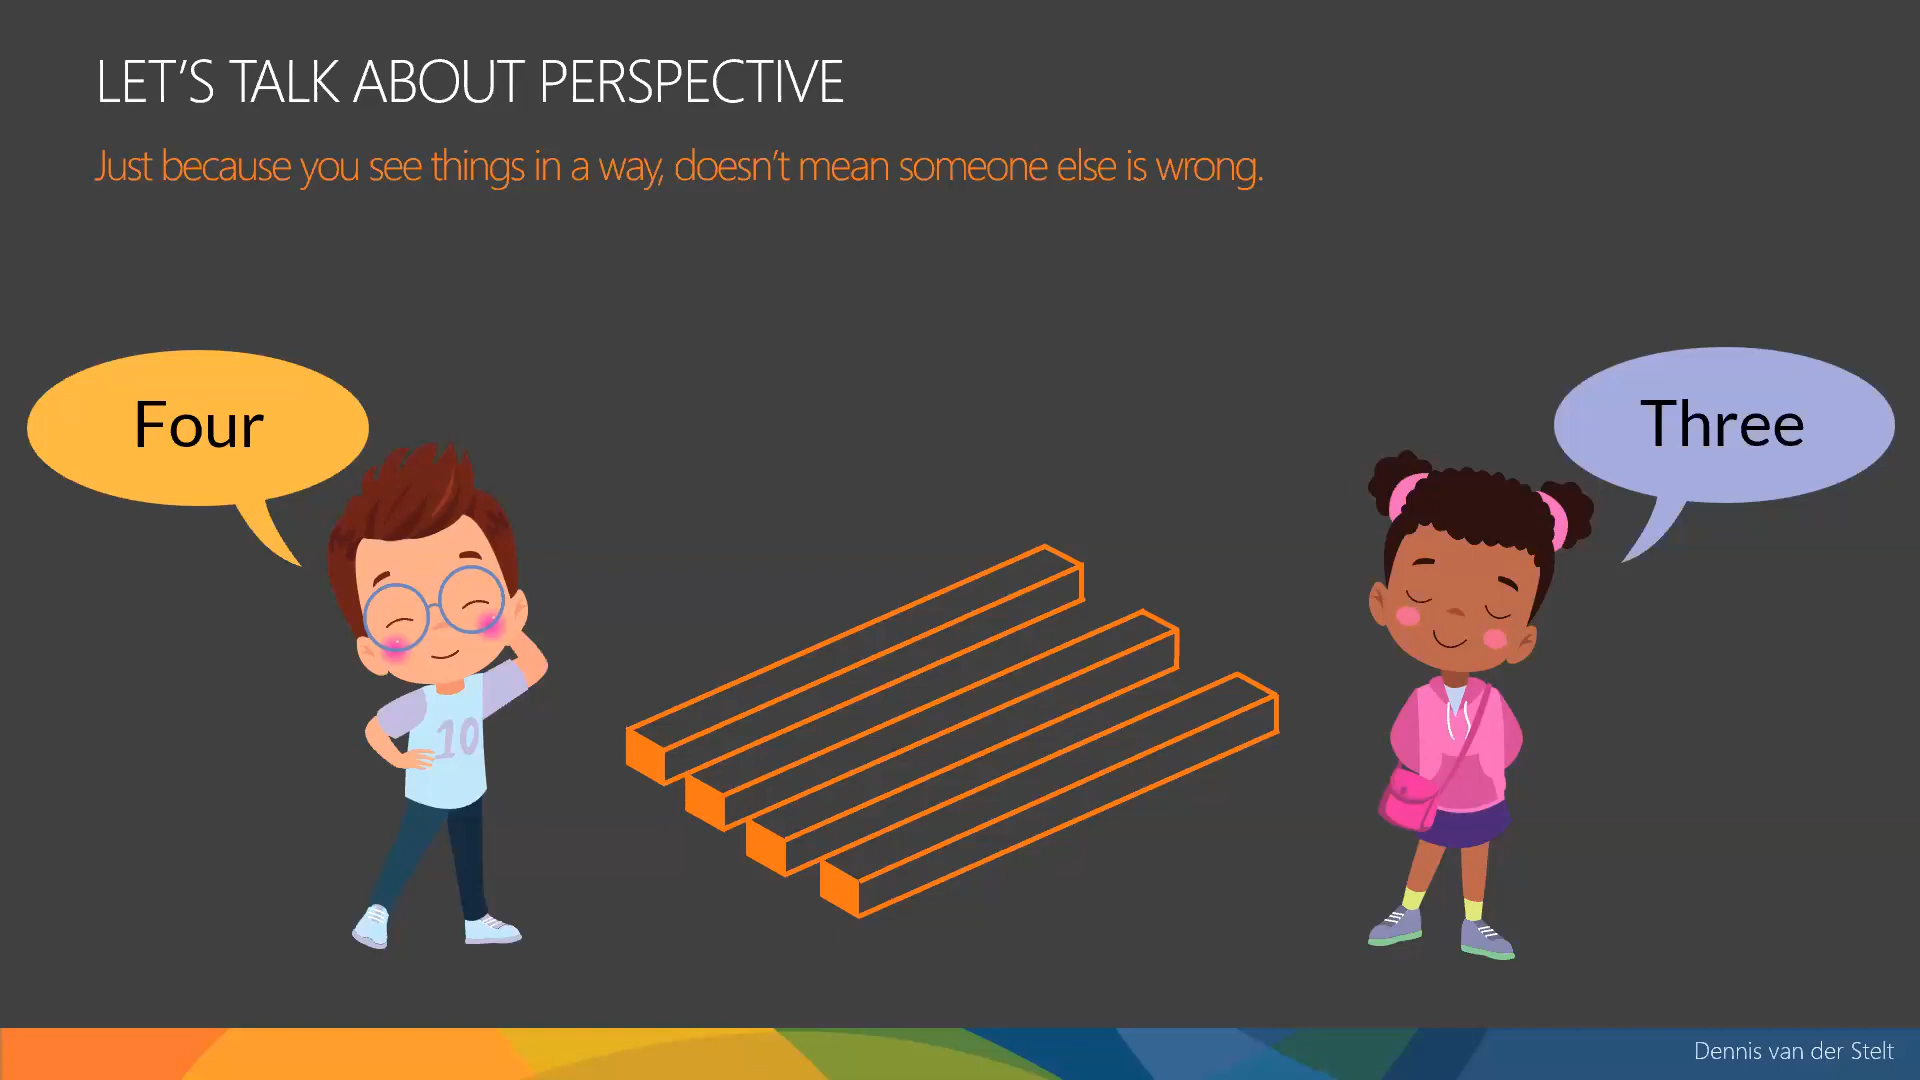 LET’S TALK ABOUT PERSPECTIVE
Just because you see things in a way, doesn’t mean someone else is wrong.
Four
Three
10
Dennis van der Stelt